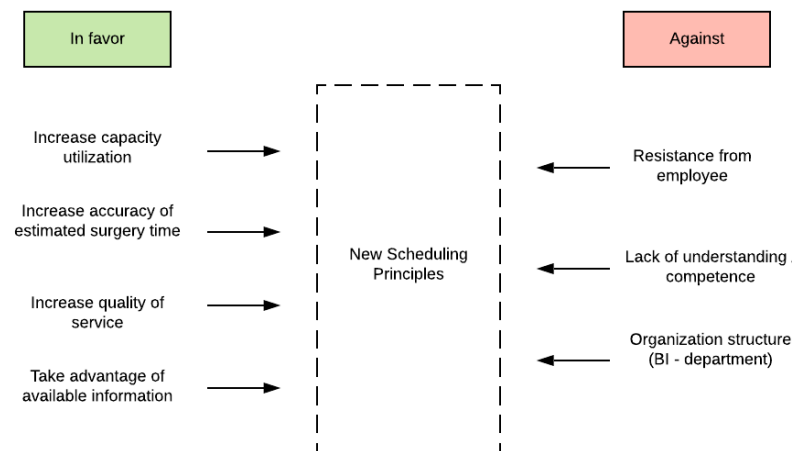 In favor
Against
Increase capacity
utilization
Resistance from
employee
Increase accuracy of
estimated surgery time
New Scheduling
Principles
Lack of understanding
competence
Increase quality of
service
Organization structure
(BI - department)
Take advantage of
available information